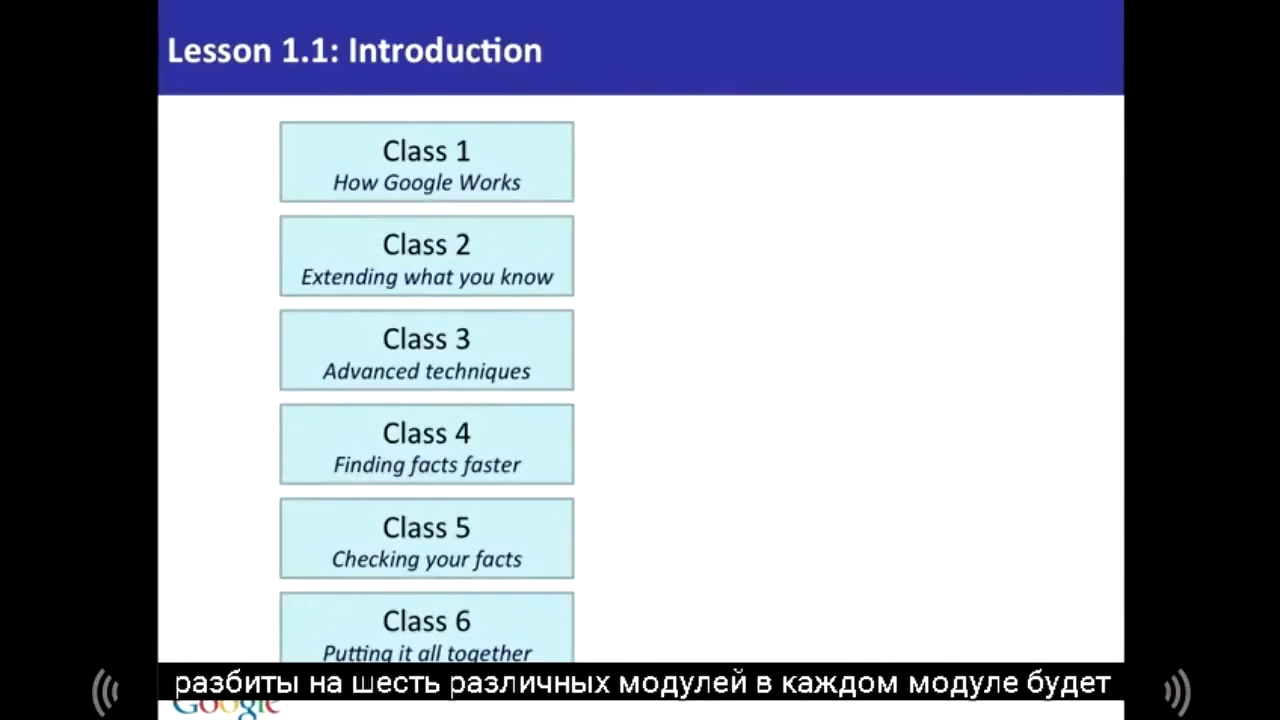 Lesson 1.1: Introduction
Class 1
How Google Works
Class 2
Extending what you know
Class 3
Advanced techniques
Class 4
Finding facts faster
Class 5
Checking your facts
Class 6
Putting it all together
разбиты на шесть различных модулей в каждом модуле будет
Google